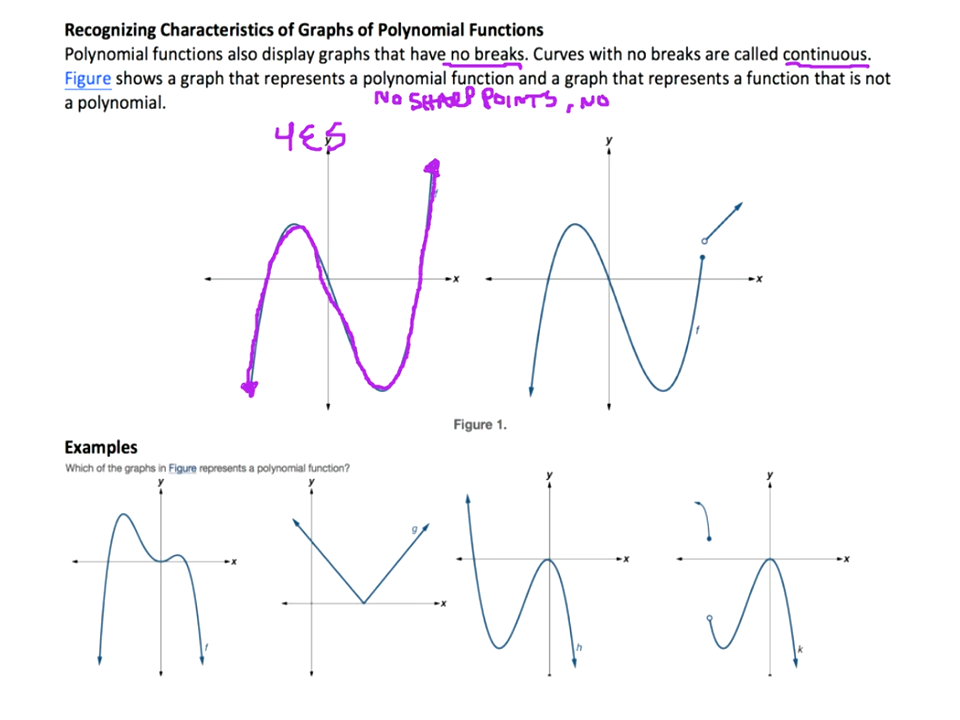 Recognizing Characteristics of Graphs of Polynomial Functions
Polynomial functions also display graphs that have no breaks. Curves with no breaks are called continuous.
Figure shows a graph that represents a polynomial function and a graph that represents a function that is not
a polynomial.
NO SHARP POINTS, NO
YES
y
y
x
x
f
Figure 1.
Examples
Which of the graphs in Figure represents a polynomial function?
y
y
y
y
g
x
x
x
x
f
h
k